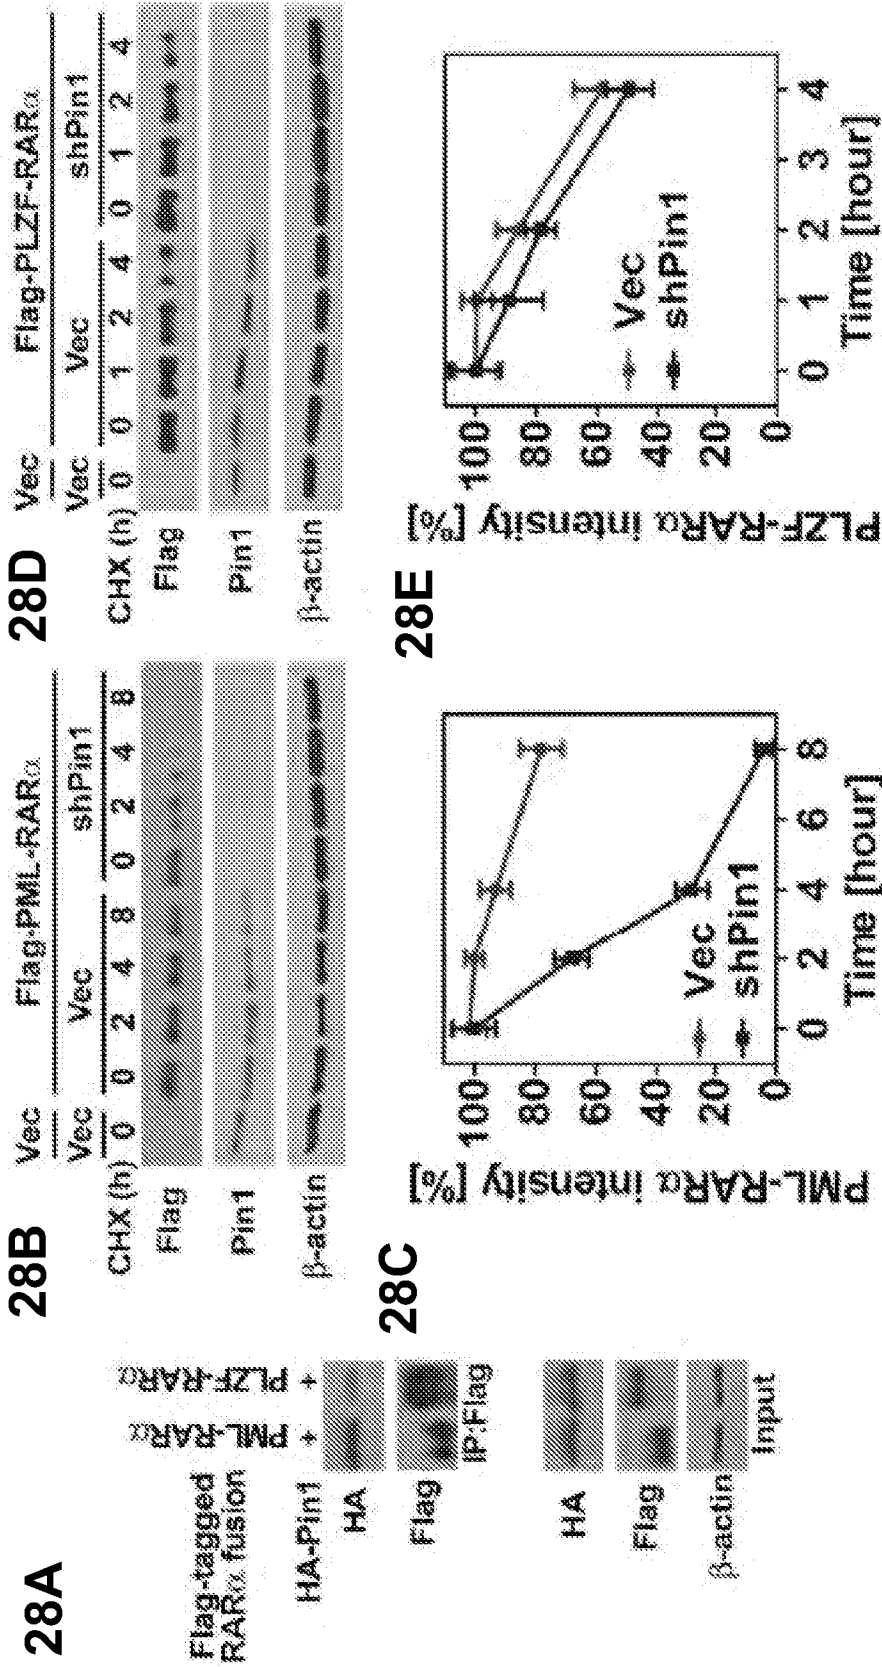 28A
Flag-tagged
RARα fusion
PML-RARα
PLZF-RARα
HA-Pin1 + +
HA
Flag
IP:Flag
HA
Flag
β-actin
Input
28B
Vec Flag-PML-RARα
Vec Vec shPin1
CHX (h) 0 0 2 4 8 0 2 4 8
Flag
Pin1
β-actin
28C
PML-RARα intensity [%]
100
80
60
40
20
0
Vec
shPin1
0 2 4 6 8
Time [hour]
28D
Vec Flag-PLZF-RARα
Vec Vec shPin1
CHX (h) 0 0 1 2 4 0 1 2 4
Flag
Pin1
β-actin
28E
PLZF-RARα intensity [%]
100
80
60
40
20
0
Vec
shPin1
0 1 2 3 4
Time [hour]